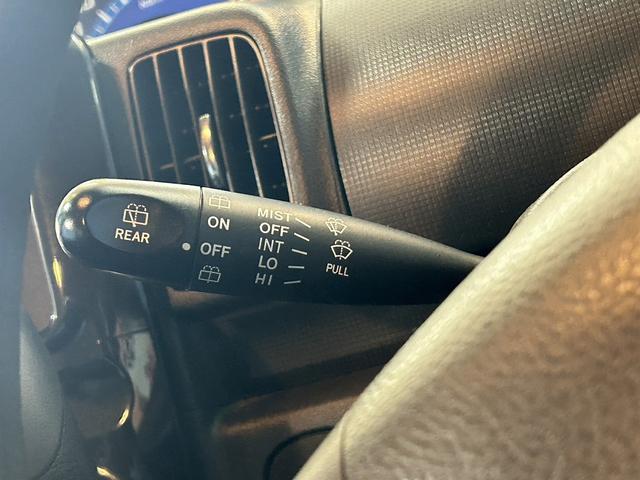 REAR
ON
OFF
MIST
OFF
INT
LO
HI
PULL